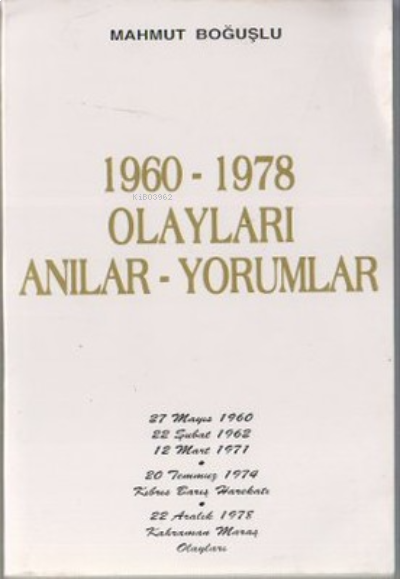 MAHMUT BOĞUŞLU
1960 - 1978
KiB03962
OLAYLARI
ANILAR - YORUMLAR
27 Mayıs 1960
22 Şubat 1962
12 Mart 1971
•
20 Temmuz 1974
Kıbrıs Barış Harekatı
•
22 Aralık 1978
Kahraman Maraş
Olayları